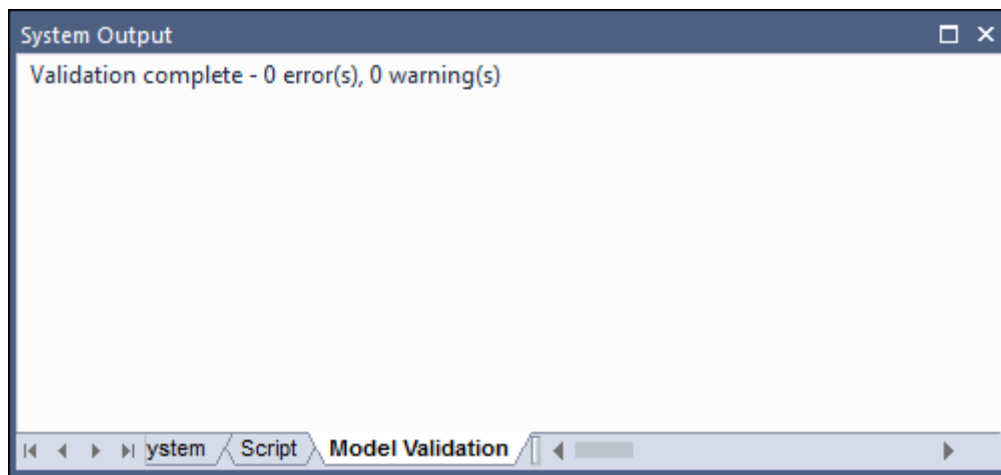 System Output
Validation complete - 0 error(s), 0 warning(s)
ystem Script Model Validation